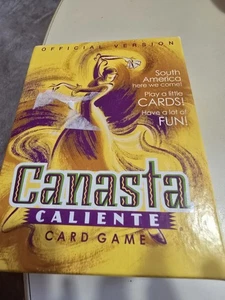 OFFICIAL VERSION
South
America
here we come!
Play a little
CARDS!
Have a lot of
FUN!
Canasta
CALIENTE
CARD GAME